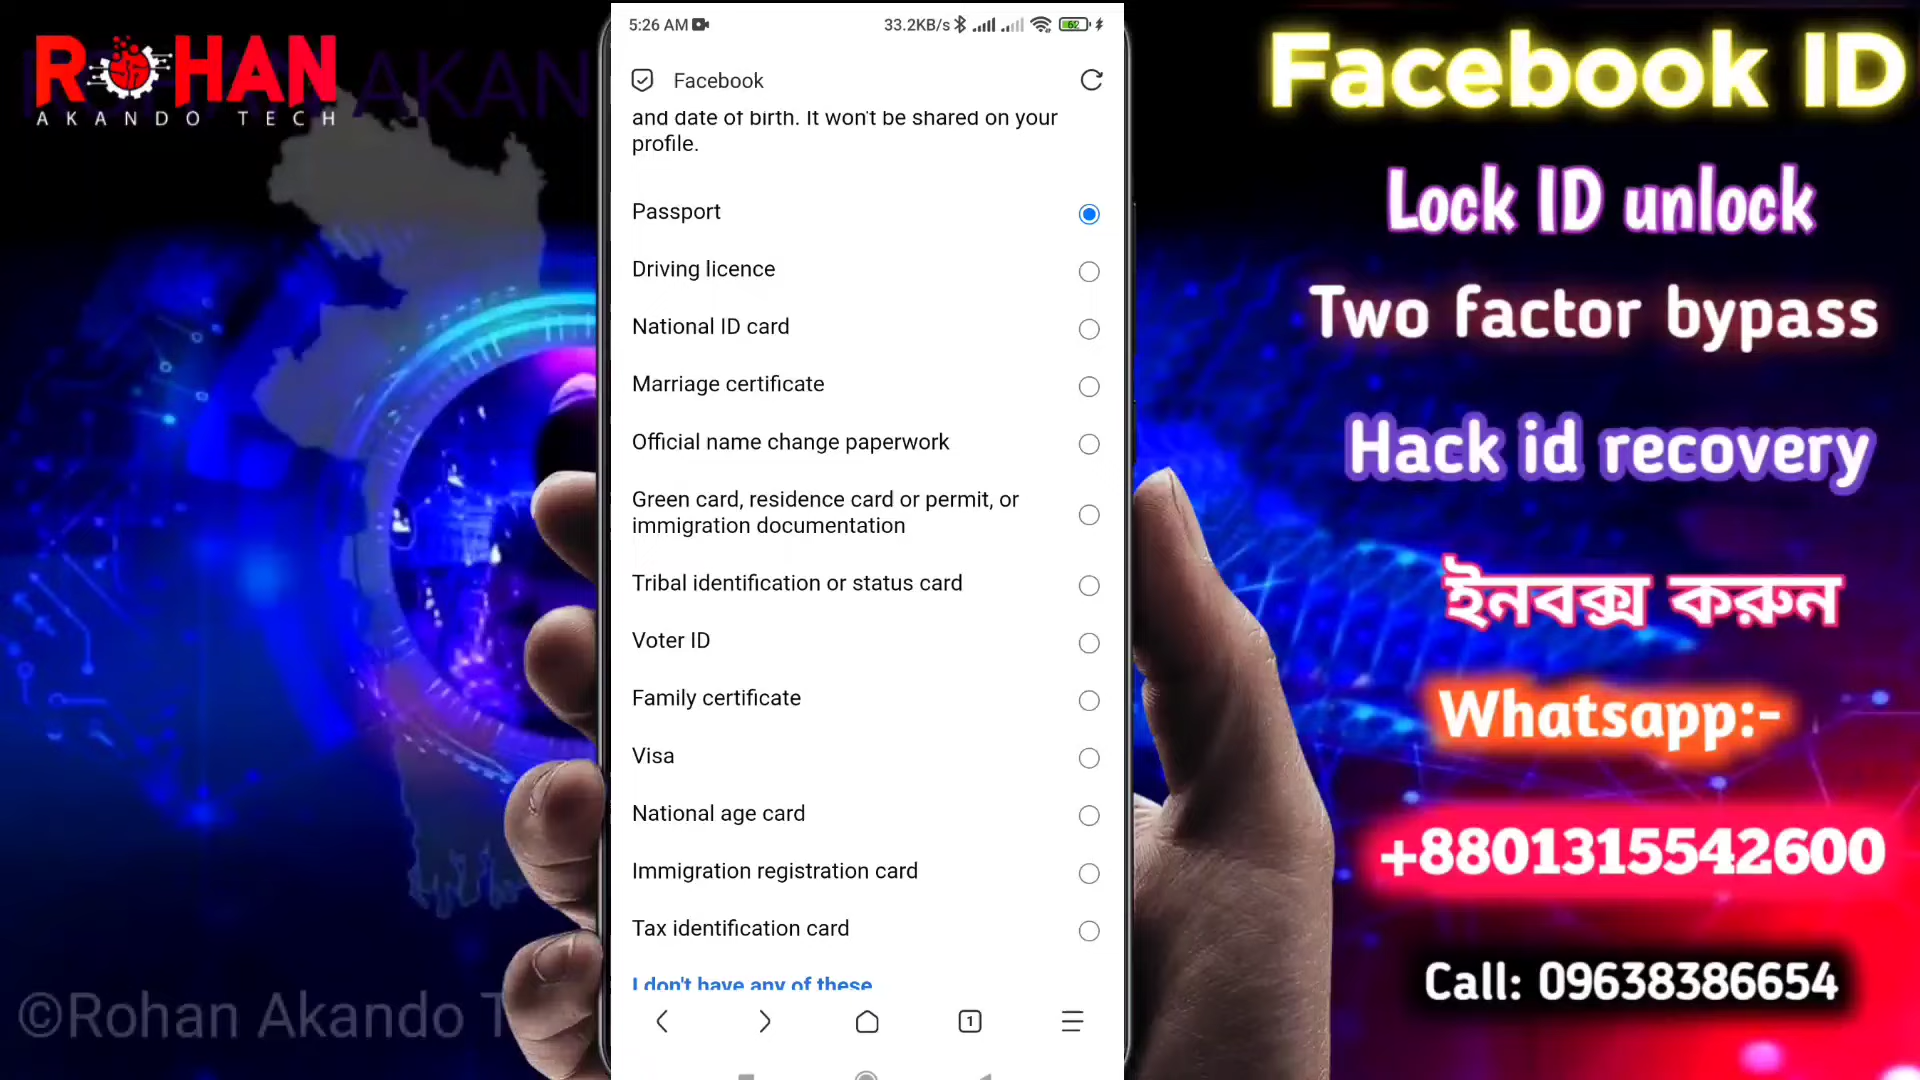 ROHAN
AKANDO TECH
AKAN
©Rohan Akando T
5:26 AM
33.2KB/s
62
Facebook
and date of birth. It won't be shared on your
profile.
Passport
Driving licence
National ID card
Marriage certificate
Official name change paperwork
Green card, residence card or permit, or
immigration documentation
Tribal identification or status card
Voter ID
Family certificate
Visa
National age card
Immigration registration card
Tax identification card
I don't have any of these
1
Facebook ID
Lock ID unlock
Two factor bypass
Hack id recovery
ইনবক্স করুন
Whatsapp:-
+8801315542600
Call: 09638386654